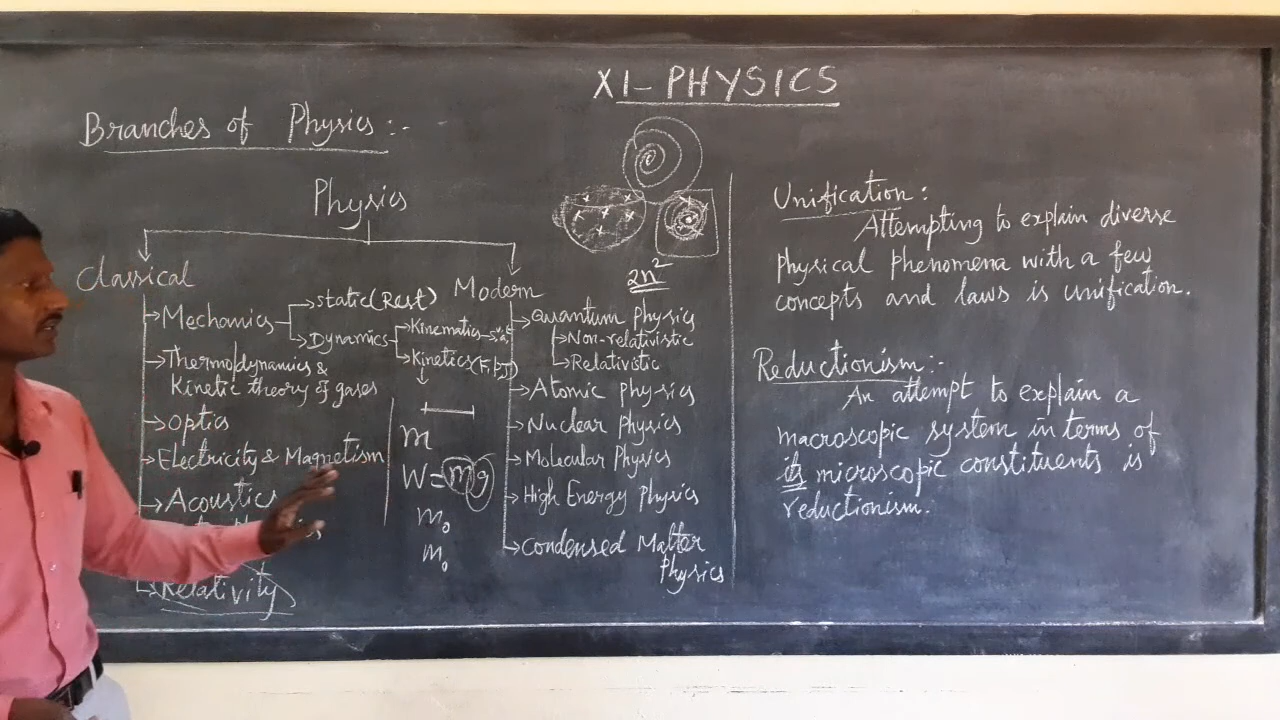 XI-PHYSICS
Branches of Physics:-
Physics
Classical
Mechanics
static (Rest)
Dynamics
Kinematics
Kinetics
Thermodynamics &
Kinetic theory of gases
Optics
Electricity & Magnetism
Acoustics
Relativity
m
W=mg
m₀
m₀
Modern
Quantum Physics
Non-relativistic
Relativistic
Atomic Physics
Nuclear Physics
Molecular Physics
High Energy Physics
Condensed Matter
Physics
2n²
Unification:
Attempting to explain diverse
physical phenomena with a few
concepts and laws is unification.
Reductionism:-
An attempt to explain a
macroscopic system in terms of
its microscopic constituents is
reductionism.